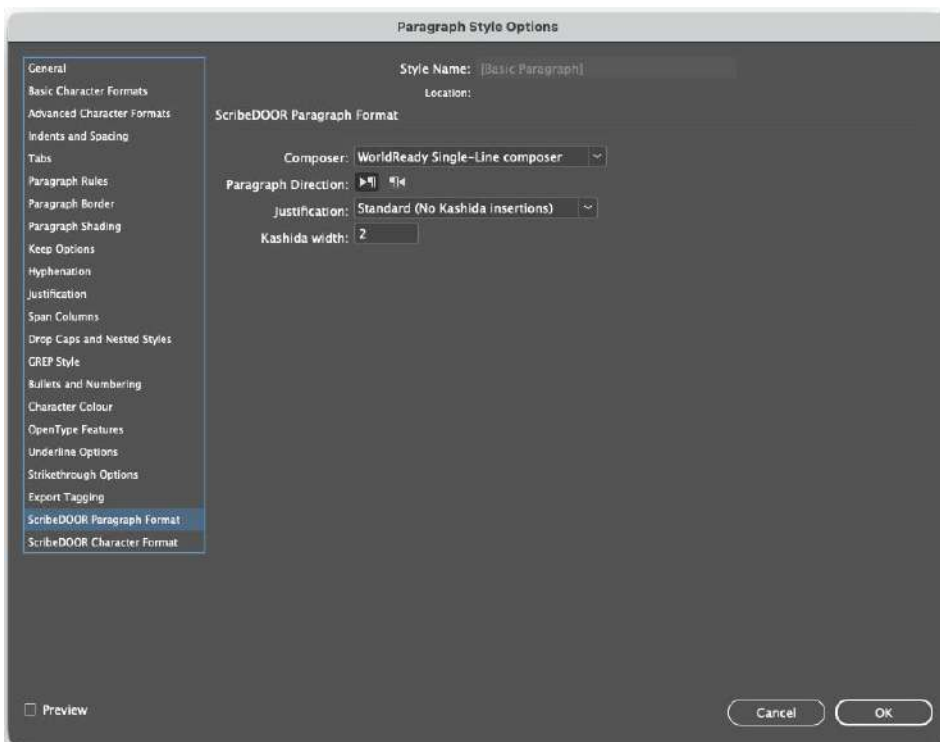 Paragraph Style Options
General
Basic Character Formats
Advanced Character Formats
Indents and Spacing
Tabs
Paragraph Rules
Paragraph Border
Paragraph Shading
Keep Options
Hyphenation
Justification
Span Columns
Drop Caps and Nested Styles
GREP Style
Bullets and Numbering
Character Colour
OpenType Features
Underline Options
Strikethrough Options
Export Tagging
ScribeDOOR Paragraph Format
ScribeDOOR Character Format
Style Name: [Basic Paragraph]
Location:
ScribeDOOR Paragraph Format
Composer: WorldReady Single-Line composer
Paragraph Direction:
Justification: Standard (No Kashida insertions)
Kashida width: 2
Preview
Cancel
OK